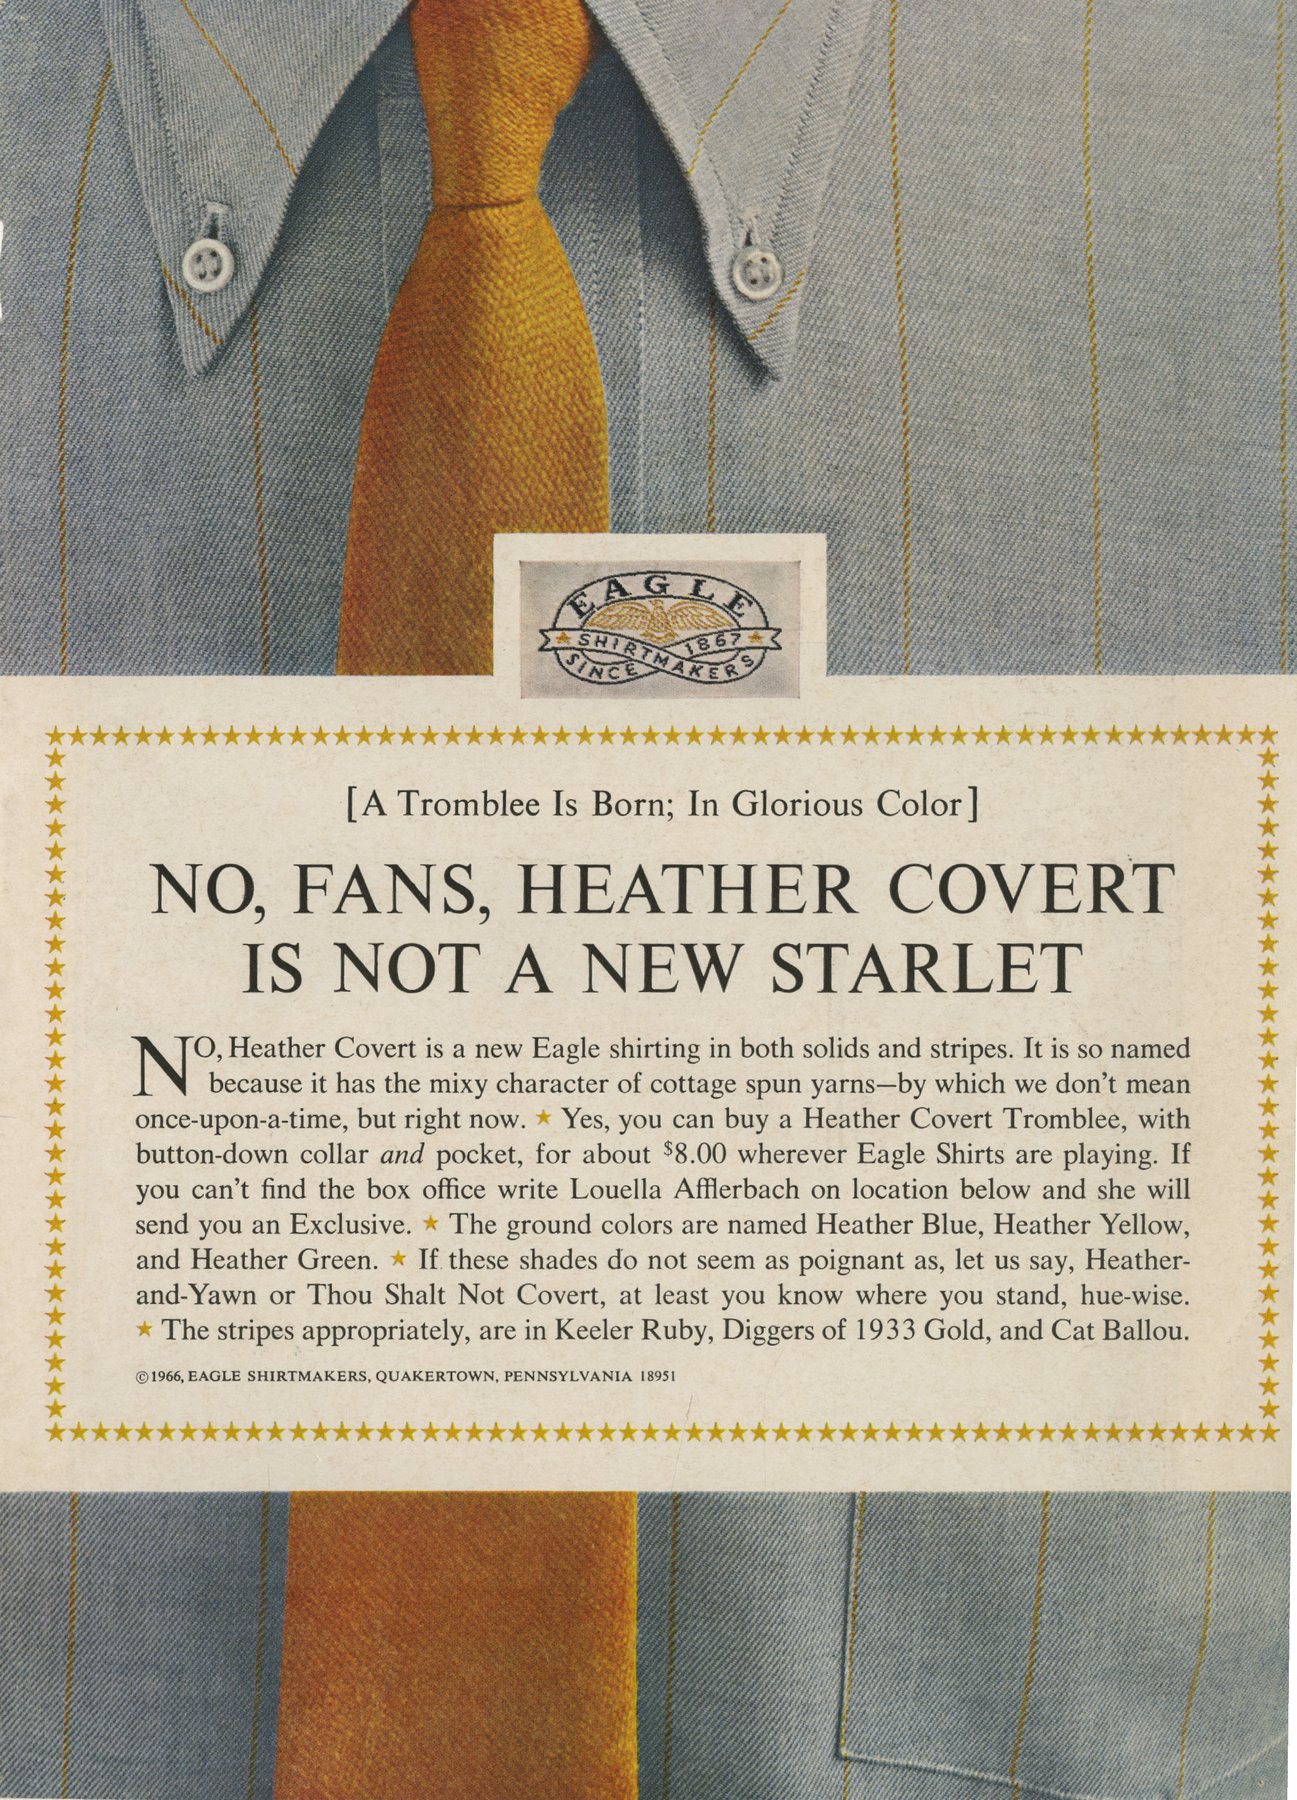 EAGLE
SHIRTMAKERS
SINCE 1867
[A Tromblee Is Born; In Glorious Color]
NO, FANS, HEATHER COVERT
IS NOT A NEW STARLET
NO, Heather Covert is a new Eagle shirting in both solids and stripes. It is so named
because it has the mixy character of cottage spun yarns—by which we don't mean
once-upon-a-time, but right now. ★ Yes, you can buy a Heather Covert Tromblee, with
button-down collar and pocket, for about $8.00 wherever Eagle Shirts are playing. If
you can't find the box office write Louella Afflerbach on location below and she will
send you an Exclusive. ★ The ground colors are named Heather Blue, Heather Yellow,
and Heather Green. ★ If these shades do not seem as poignant as, let us say, Heather-
and-Yawn or Thou Shalt Not Covert, at least you know where you stand, hue-wise.
★ The stripes appropriately, are in Keeler Ruby, Diggers of 1933 Gold, and Cat Ballou.
©1966, EAGLE SHIRTMAKERS, QUAKERTOWN, PENNSYLVANIA 18951